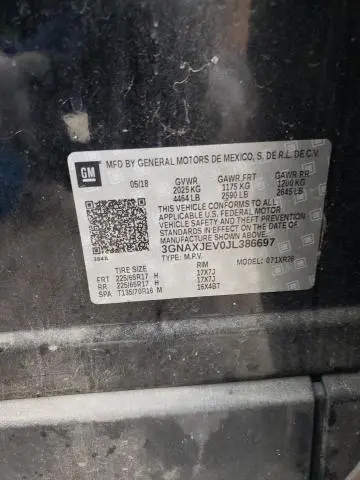 GM
MFD BY GENERAL MOTORS DE MEXICO, S. DE R.L. DE C.V.
05/18 GVWR GAWR FRT GAWR RR
2025 KG 1175 KG 1200 KG
4464 LB 2590 LB 2645 LB
THIS VEHICLE CONFORMS TO ALL
APPLICABLE U.S. FEDERAL MOTOR
VEHICLE SAFETY AND THEFT PREVENTION
STANDARDS IN EFFECT ON THE DATE OF
MANUFACTURE SHOWN ABOVE.
3GNAXJEV0JL386697
TYPE: M.P.V. 071XR26
TIRE SIZE RIM
FRT 225/65R17 H 17X7J
RR 225/65R17 H 17X7J
SPA T135/70R16 M 16X4BT